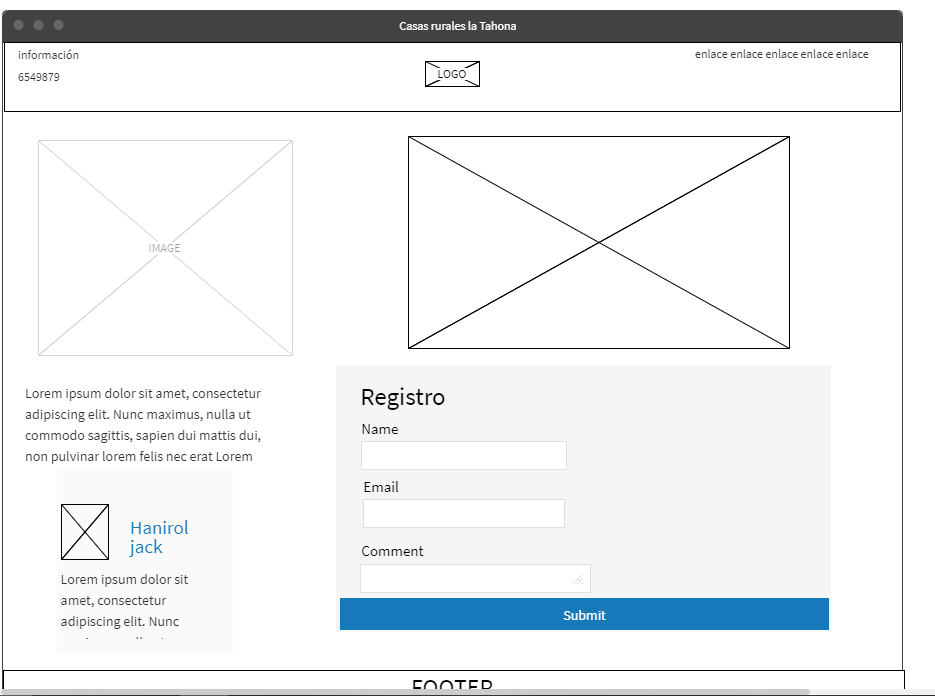 Casas rurales la Tahona
información
6549879
LOGO
enlace enlace enlace enlace enlace
IMAGE
Lorem ipsum dolor sit amet, consectetur
adipiscing elit. Nunc maximus, nulla ut
commodo sagittis, sapien dui mattis dui,
non pulvinar lorem felis nec erat Lorem
Hanirol
jack
Lorem ipsum dolor sit
amet, consectetur
adipiscing elit. Nunc
Registro
Name
Email
Comment
Submit
FOOTER